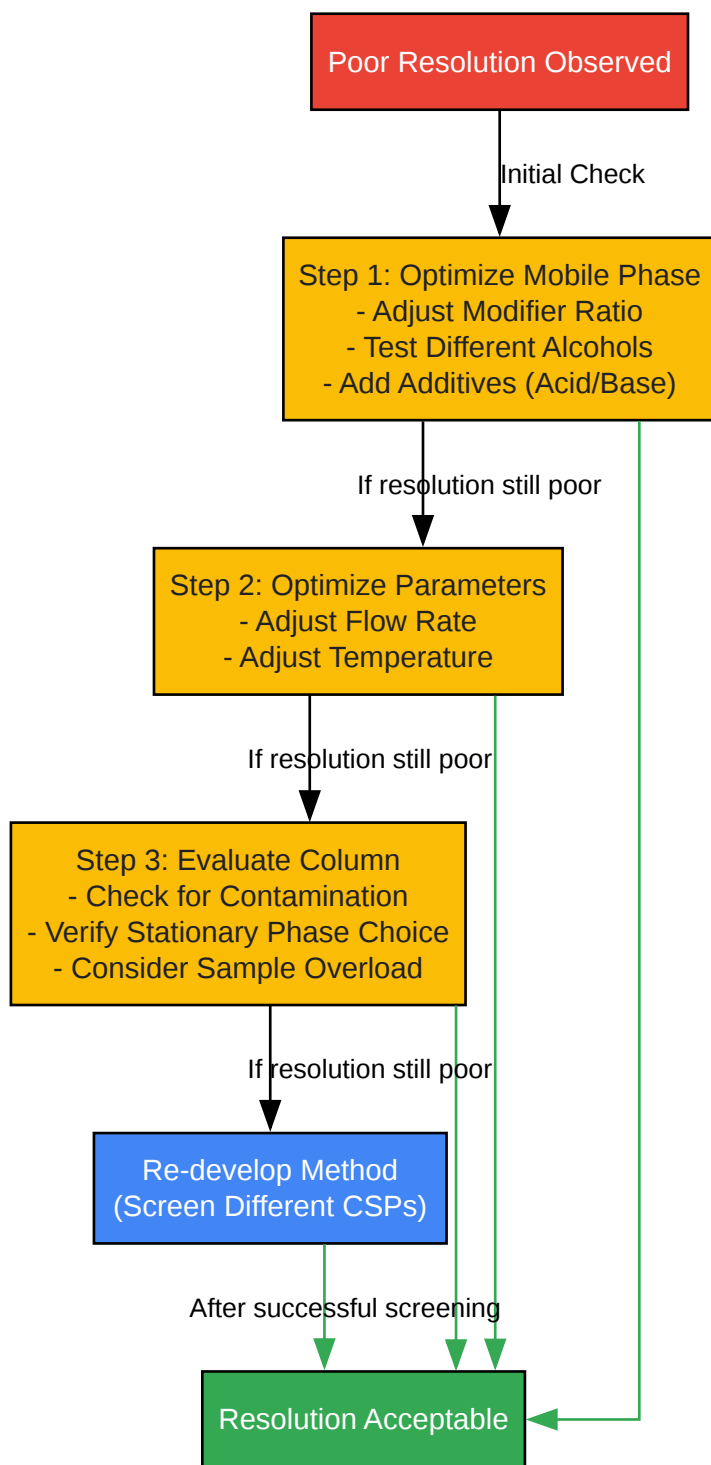 Poor Resolution Observed
Initial Check
Step 1: Optimize Mobile Phase
- Adjust Modifier Ratio
- Test Different Alcohols
- Add Additives (Acid/Base)
If resolution still poor
Step 2: Optimize Parameters
- Adjust Flow Rate
- Adjust Temperature
If resolution still poor
Step 3: Evaluate Column
- Check for Contamination
- Verify Stationary Phase Choice
- Consider Sample Overload
If resolution still poor
Re-develop Method
(Screen Different CSPs)
After successful screening
Resolution Acceptable